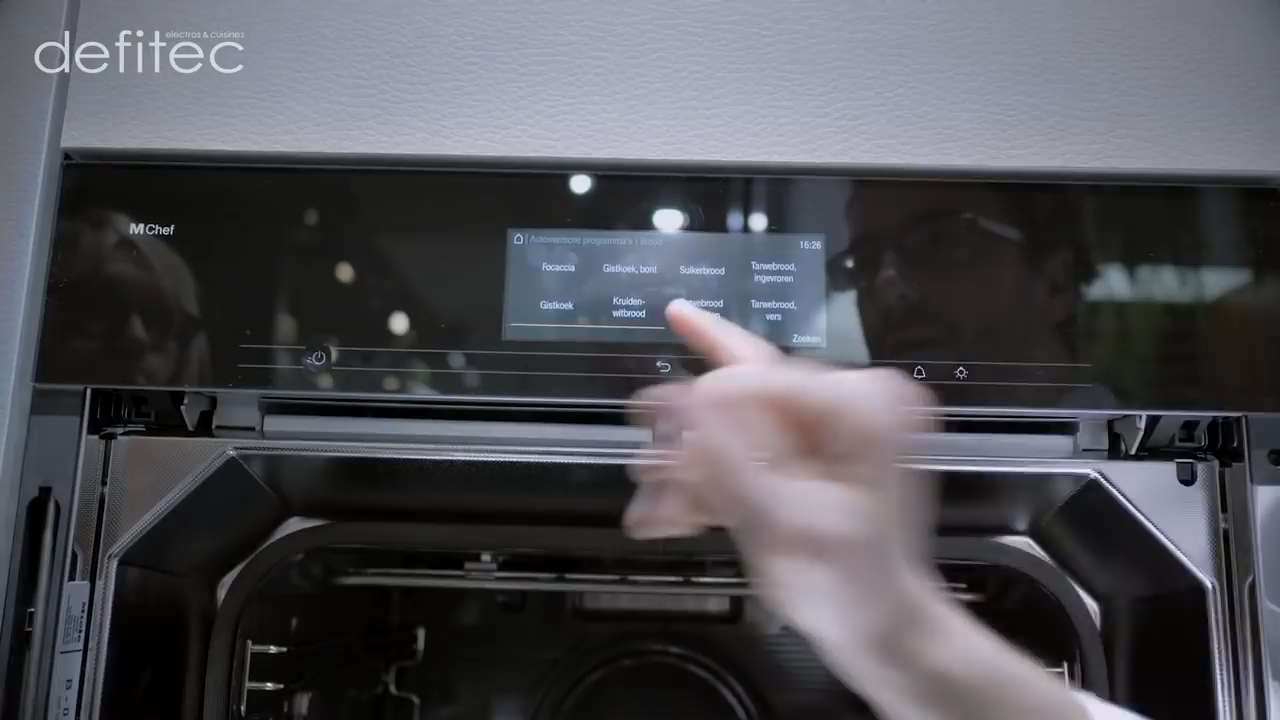 electros & cuisines
defitec
M Chef
Automatische programma's | Brood
16:26
Focaccia
Gistkoek, bont
Suikerbrood
Tarwebrood,
ingevroren
Gistkoek
Kruiden-
witbrood
Tarwebrood,
vers
Zoeken